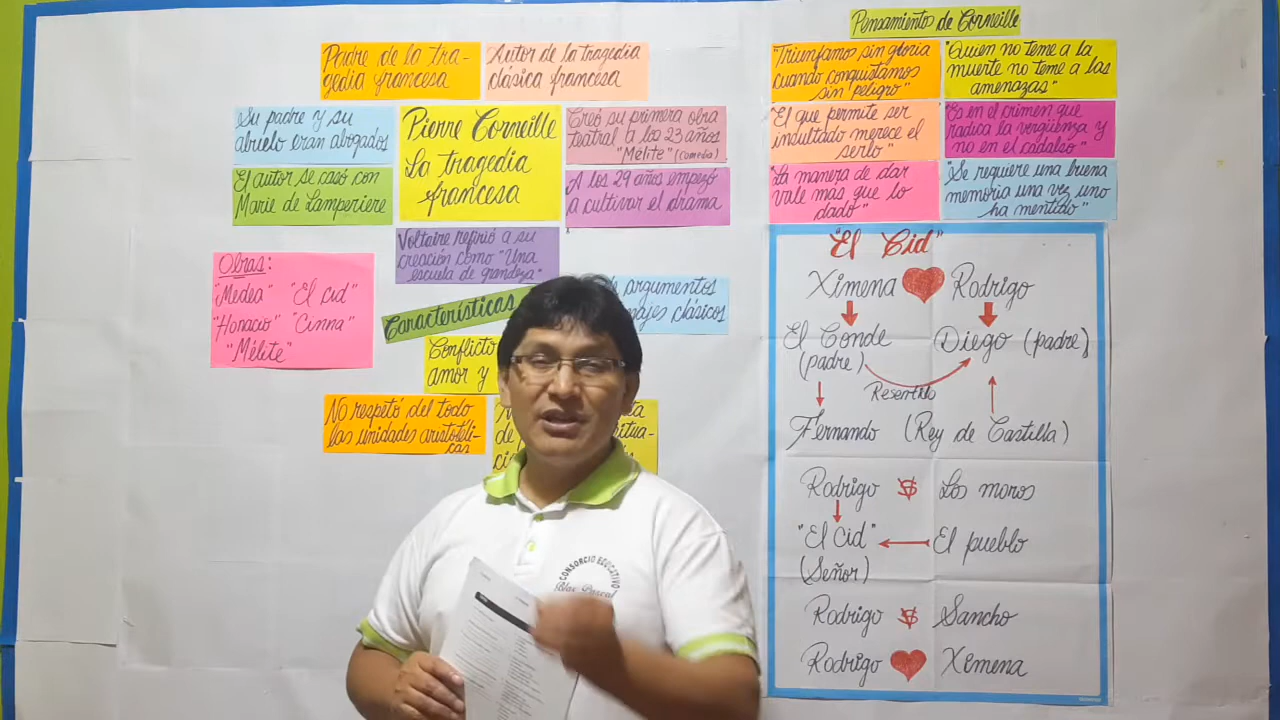 Pensamientos de Corneille
Padre de la tra-
gedia francesa
Autor de la tragedia
clásica francesa
Su padre y su
abuelo eran abogados
Pierre Corneille
La tragedia
francesa
Creó su primera obra
teatral a los 23 años
"Mélite" (comedia)
El autor se casó con
Marie de Lamperiere
A los 29 años empezó
a cultivar el drama
Voltaire refirió a su
creación como "Una
escuela de grandeza"
Obras:
"Medea" "El cid"
"Horacio" "Cinna"
"Mélite"
Características
argumentos
clásicos
Conflicto
amor y
No respetó del todo
las unidades aristotéli-
cas
de
"Triunfamos sin gloria
cuando conquistamos
sin peligro"
"Quien no teme a la
muerte no teme a las
amenazas"
"El que permite ser
insultado merece el
serlo"
"Es en el crimen que
radica la vergüenza y
no en el cadalso"
"La manera de dar
vale mas que lo
dado"
"Se requiere una buena
memoria una vez uno
ha mentido"
"El Cid"
Ximena Rodrigo
El Conde Diego (padre)
(padre)
Resentido
Fernando (Rey de Castilla)
Rodrigo VS Los moros
"El Cid" El pueblo
(Señor)
Rodrigo VS Sancho
Rodrigo Ximena
CONSORCIO EDUCATIVO
Blas Pascal